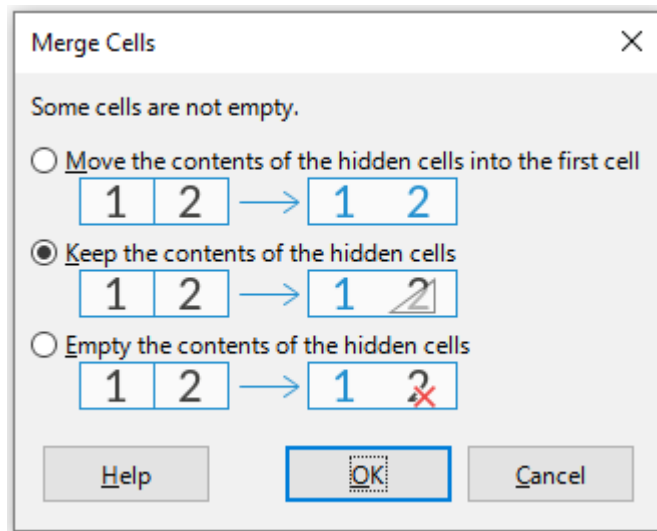 Merge Cells
Some cells are not empty.
Move the contents of the hidden cells into the first cell
1 2 1 2
Keep the contents of the hidden cells
1 2 1 2
Empty the contents of the hidden cells
1 2 1 2
Help OK Cancel